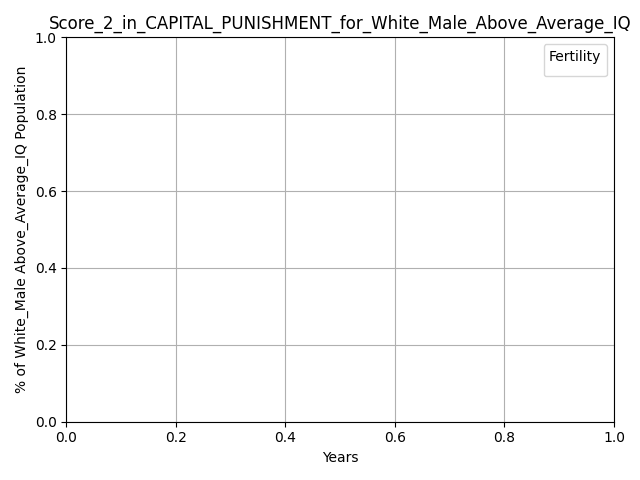 Score_2_in_CAPITAL_PUNISHMENT_for_White_Male_Above_Average_IQ
Fertility
% of White_Male Above_Average_IQ Population
1.0
0.8
0.6
0.4
0.2
0.0
0.0 0.2 0.4 0.6 0.8 1.0
Years